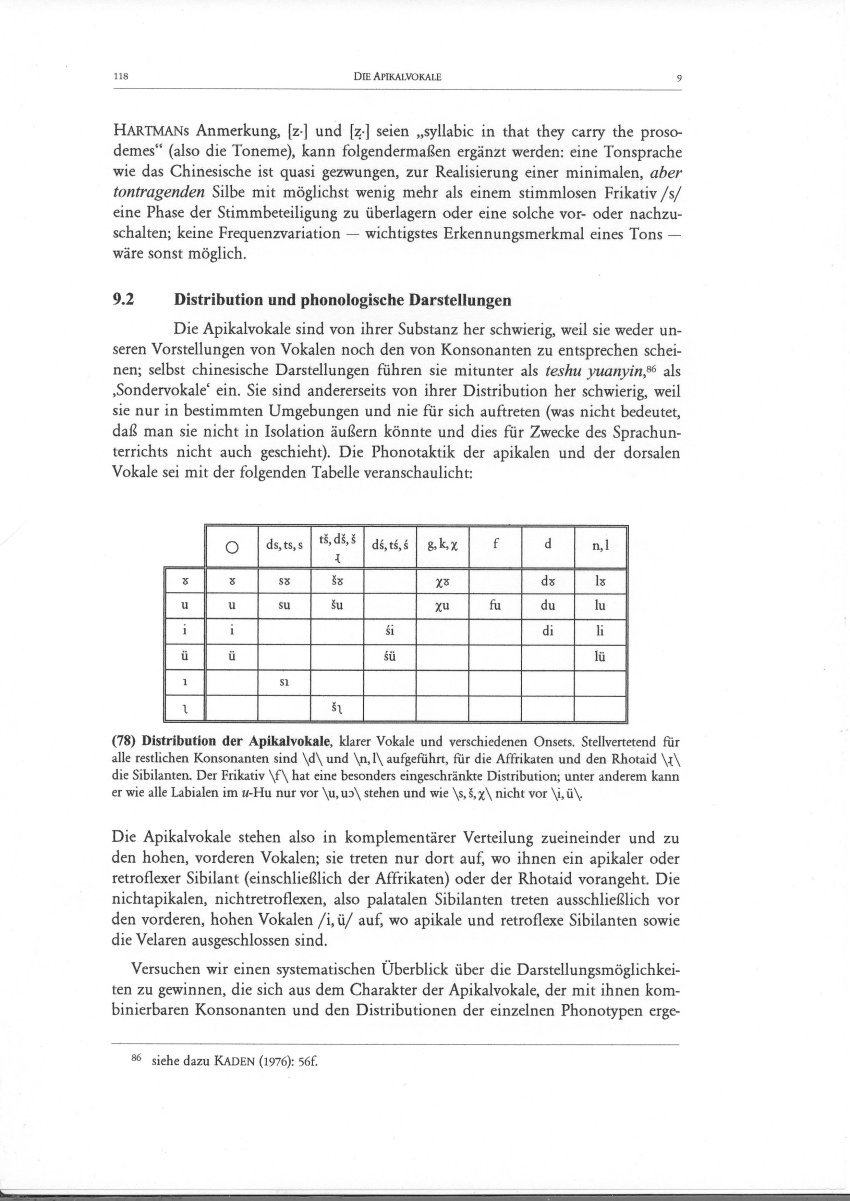 118 DIE APIKALVOKALE 9
HARTMANs Anmerkung, [z·] und [ẓ·] seien „syllabic in that they carry the proso-
demes“ (also die Toneme), kann folgendermaßen ergänzt werden: eine Tonsprache
wie das Chinesische ist quasi gezwungen, zur Realisierung einer minimalen, aber
tontragenden Silbe mit möglichst wenig mehr als einem stimmlosen Frikativ /s/
eine Phase der Stimmbeteiligung zu überlagern oder eine solche vor- oder nachzu-
schalten; keine Frequenzvariation — wichtigstes Erkennungsmerkmal eines Tons —
wäre sonst möglich.
9.2 Distribution und phonologische Darstellungen
Die Apikalvokale sind von ihrer Substanz her schwierig, weil sie weder un-
seren Vorstellungen von Vokalen noch den von Konsonanten zu entsprechen schei-
nen; selbst chinesische Darstellungen führen sie mitunter als teshu yuanyin,⁸⁶ als
‚Sondervokale‘ ein. Sie sind andererseits von ihrer Distribution her schwierig, weil
sie nur in bestimmten Umgebungen und nie für sich auftreten (was nicht bedeutet,
daß man sie nicht in Isolation äußern könnte und dies für Zwecke des Sprachun-
terrichts nicht auch geschieht). Die Phonotaktik der apikalen und der dorsalen
Vokale sei mit der folgenden Tabelle veranschaulicht:
○ ds, ts, s tš, dš, š ɻ dś, tś, ś g, k, χ f d n, l
ɤ ɤ sɤ šɤ χɤ dɤ lɤ
u u su šu χu fu du lu
i i śi di li
ü ü śü lü
ɿ sɿ
ʅ šʅ
(78) Distribution der Apikalvokale, klarer Vokale und verschiedenen Onsets. Stellvertetend für
alle restlichen Konsonanten sind \d\ und \n, l\ aufgeführt, für die Affrikaten und den Rhotaid \ɻ\
die Sibilanten. Der Frikativ \f\ hat eine besonders eingeschränkte Distribution; unter anderem kann
er wie alle Labialen im u-Hu nur vor \u, uɔ\ stehen und wie \s, š, χ\ nicht vor \i, ü\.
Die Apikalvokale stehen also in komplementärer Verteilung zueineinder und zu
den hohen, vorderen Vokalen; sie treten nur dort auf, wo ihnen ein apikaler oder
retroflexer Sibilant (einschließlich der Affrikaten) oder der Rhotaid vorangeht. Die
nichtapikalen, nichtretroflexen, also palatalen Sibilanten treten ausschließlich vor
den vorderen, hohen Vokalen /i, ü/ auf, wo apikale und retroflexe Sibilanten sowie
die Velaren ausgeschlossen sind.
Versuchen wir einen systematischen Überblick über die Darstellungsmöglichkei-
ten zu gewinnen, die sich aus dem Charakter der Apikalvokale, der mit ihnen kom-
binierbaren Konsonanten und den Distributionen der einzelnen Phonotypen erge-
⁸⁶ siehe dazu KADEN (1976): 56f.